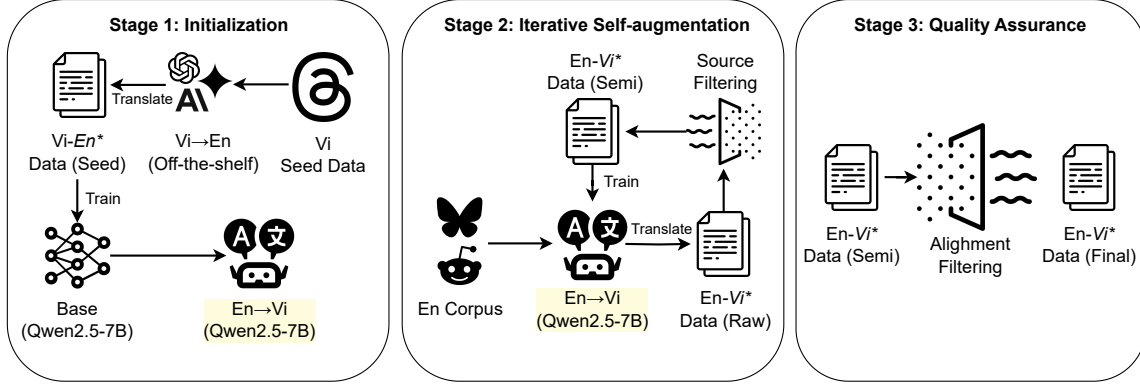 Stage 1: Initialization
Translate
Vi-En*
Data (Seed)
Vi→En
(Off-the-shelf)
Vi
Seed Data
Train
Base
(Qwen2.5-7B)
En→Vi
(Qwen2.5-7B)
Stage 2: Iterative Self-augmentation
En-Vi*
Data (Semi)
Source
Filtering
Train
Translate
En Corpus
En→Vi
(Qwen2.5-7B)
En-Vi*
Data (Raw)
Stage 3: Quality Assurance
En-Vi*
Data (Semi)
Alighment
Filtering
En-Vi*
Data (Final)
A 文
A 文
AI